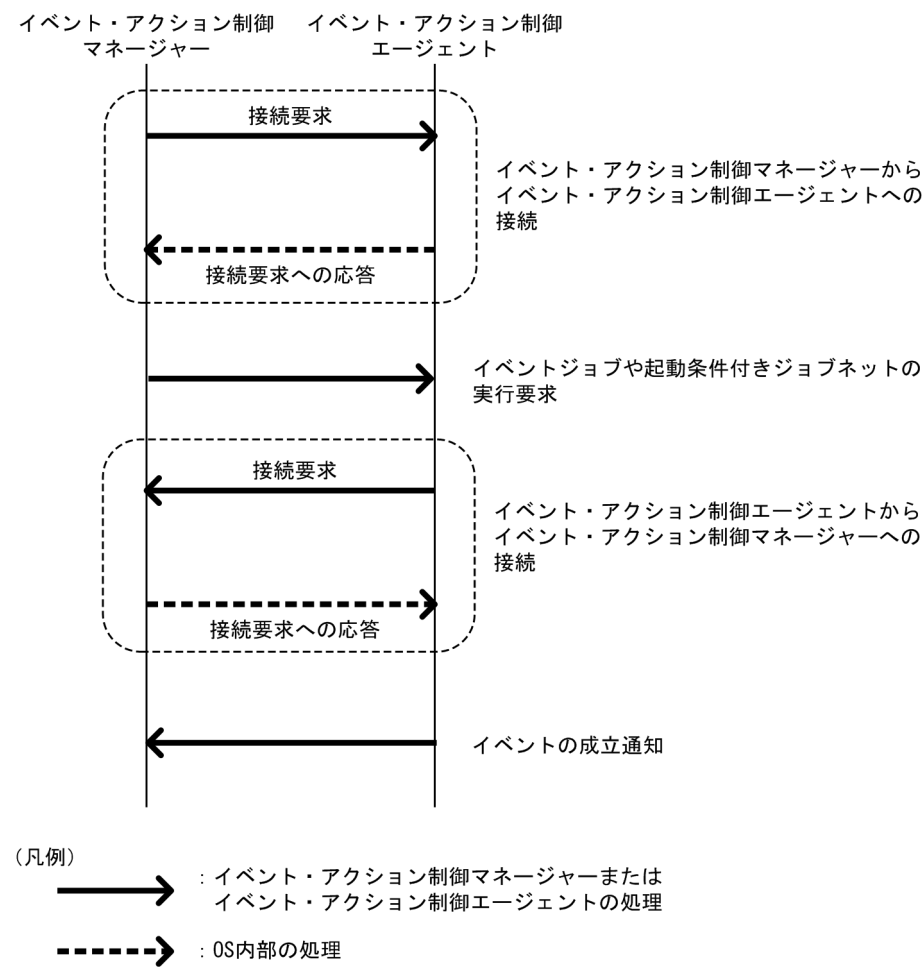 イベント・アクション制御
マネージャー
イベント・アクション制御
エージェント
接続要求
イベント・アクション制御マネージャーから
イベント・アクション制御エージェントへの
接続
接続要求への応答
イベントジョブや起動条件付きジョブネットの
実行要求
接続要求
イベント・アクション制御エージェントから
イベント・アクション制御マネージャーへの
接続
接続要求への応答
イベントの成立通知
(凡例)
:イベント・アクション制御マネージャーまたは
イベント・アクション制御エージェントの処理
:OS内部の処理